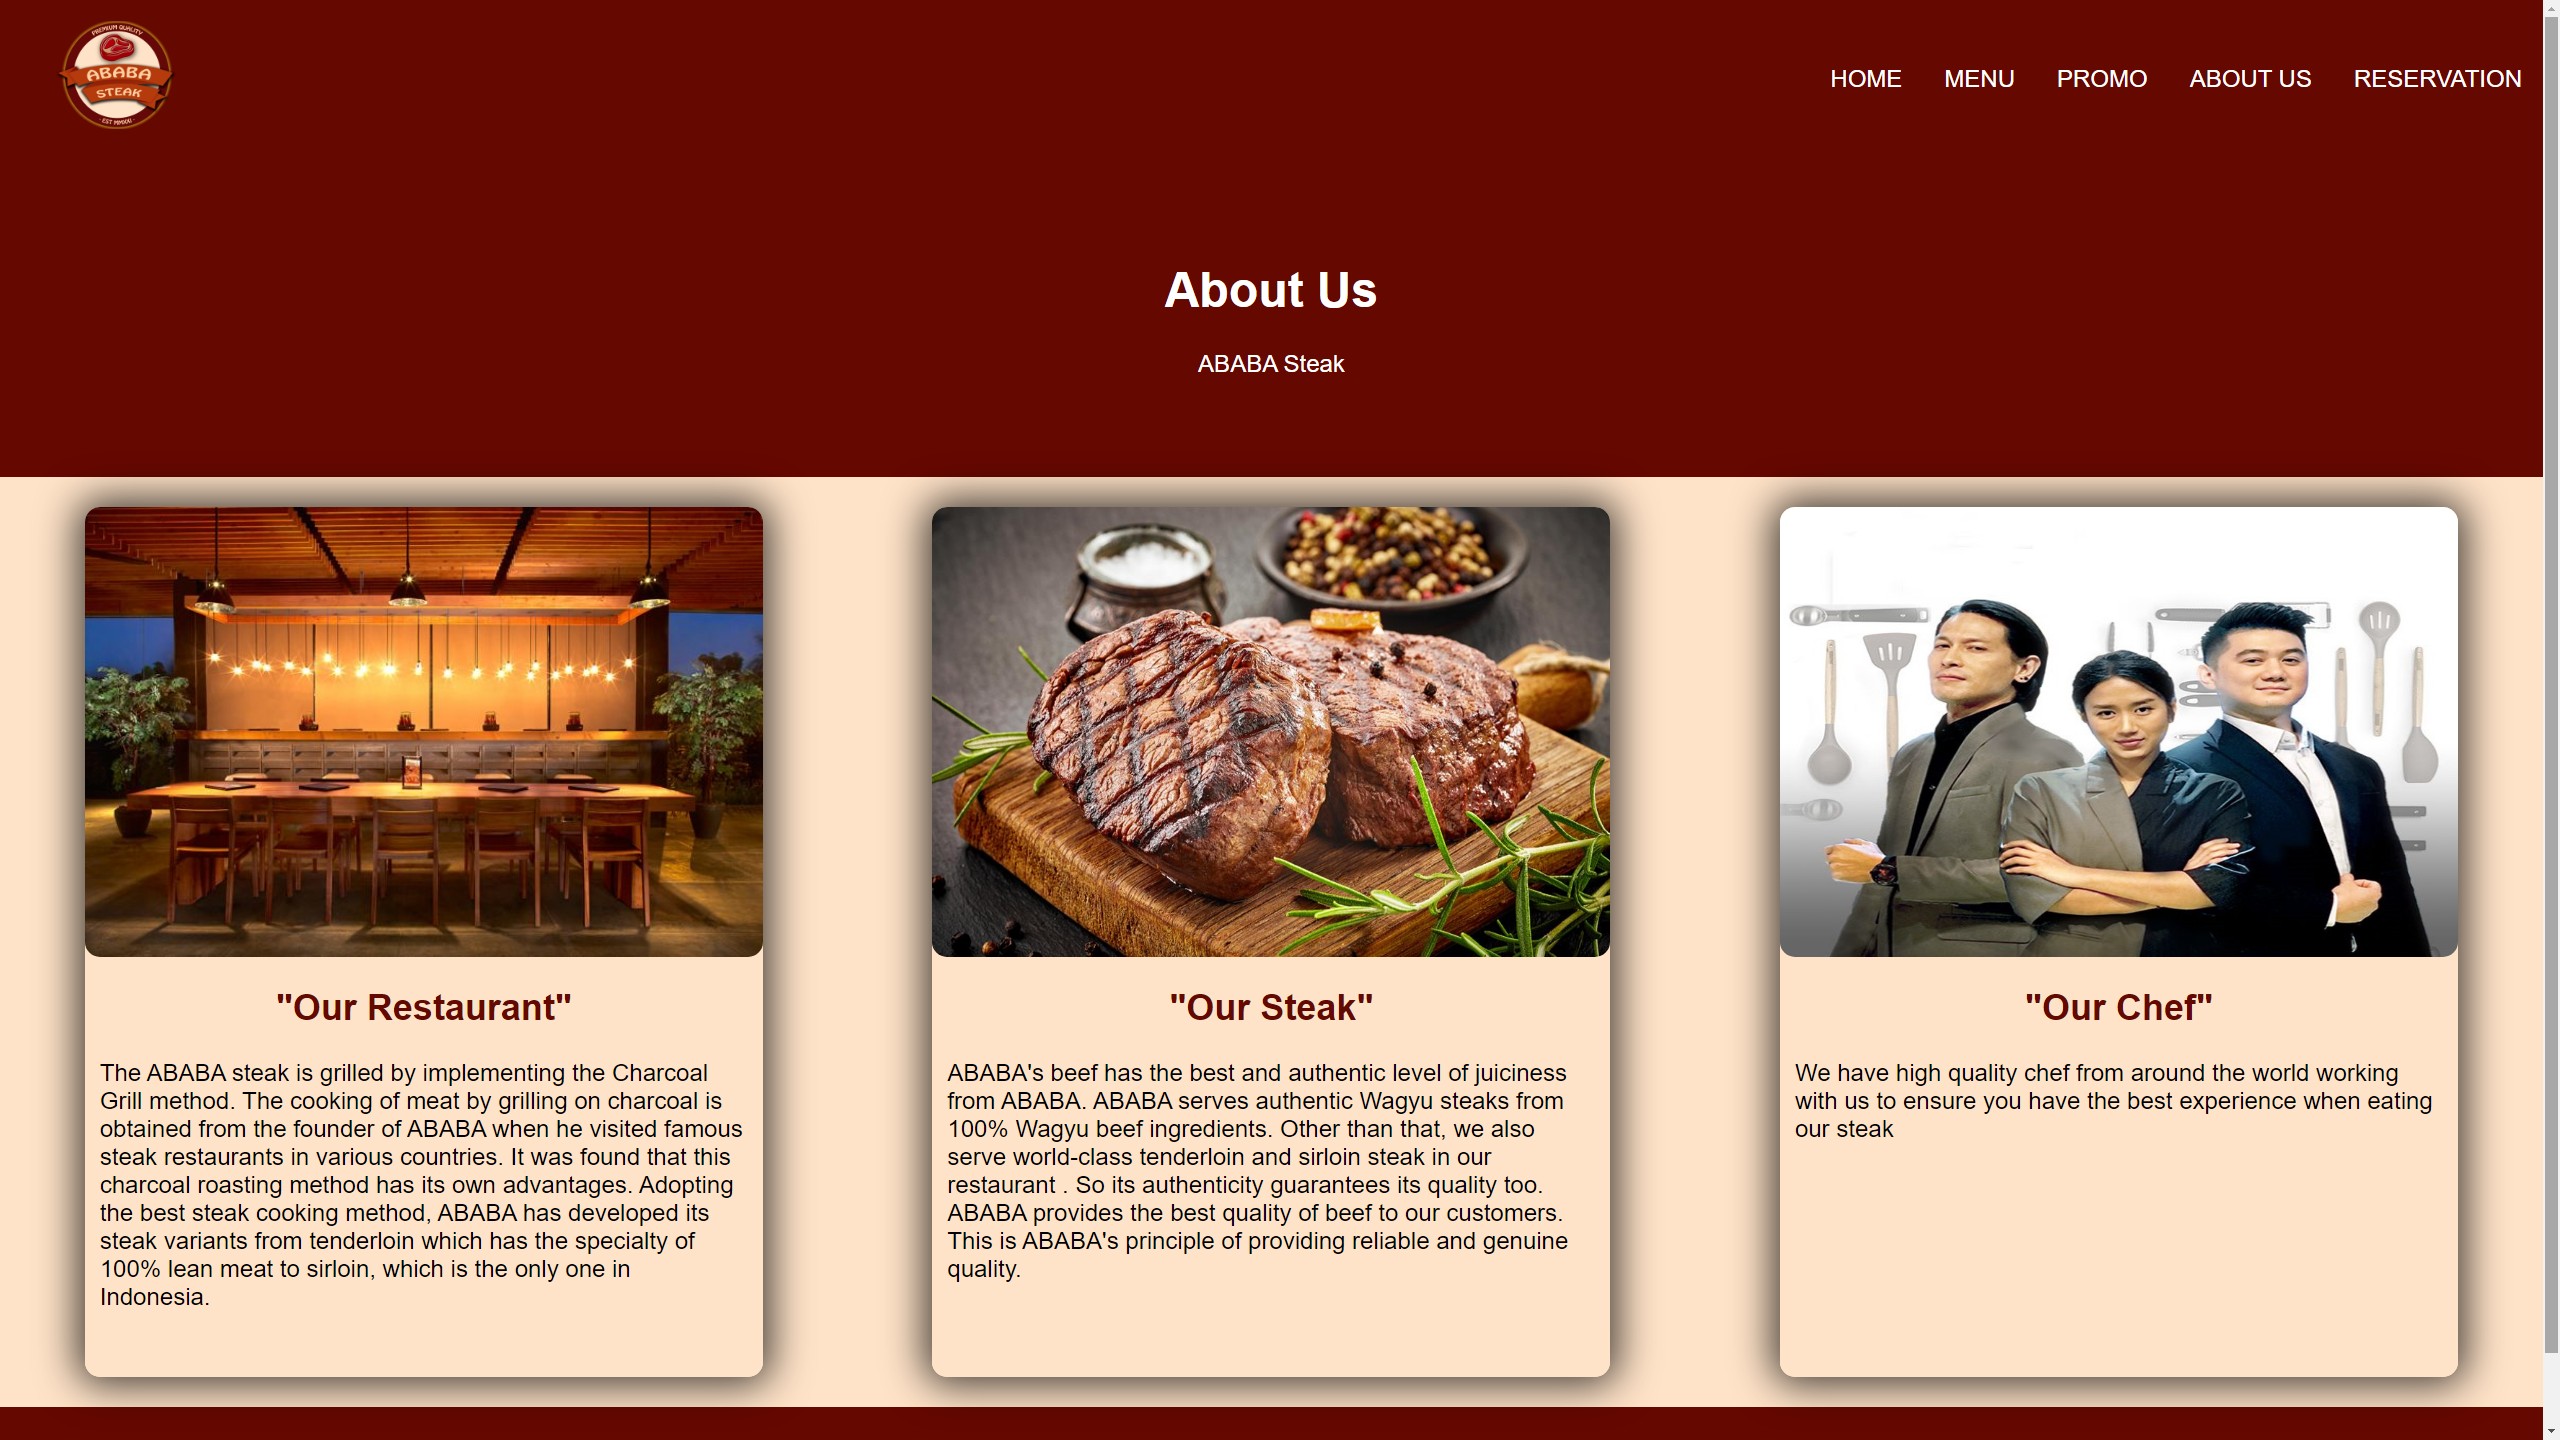 PREMIUM QUALITY
ABABA
STEAK
EST MMXXI
HOME
MENU
PROMO
ABOUT US
RESERVATION
About Us
ABABA Steak
"Our Restaurant"
The ABABA steak is grilled by implementing the Charcoal
Grill method. The cooking of meat by grilling on charcoal is
obtained from the founder of ABABA when he visited famous
steak restaurants in various countries. It was found that this
charcoal roasting method has its own advantages. Adopting
the best steak cooking method, ABABA has developed its
steak variants from tenderloin which has the specialty of
100% lean meat to sirloin, which is the only one in
Indonesia.
"Our Steak"
ABABA's beef has the best and authentic level of juiciness
from ABABA. ABABA serves authentic Wagyu steaks from
100% Wagyu beef ingredients. Other than that, we also
serve world-class tenderloin and sirloin steak in our
restaurant . So its authenticity guarantees its quality too.
ABABA provides the best quality of beef to our customers.
This is ABABA's principle of providing reliable and genuine
quality.
"Our Chef"
We have high quality chef from around the world working
with us to ensure you have the best experience when eating
our steak